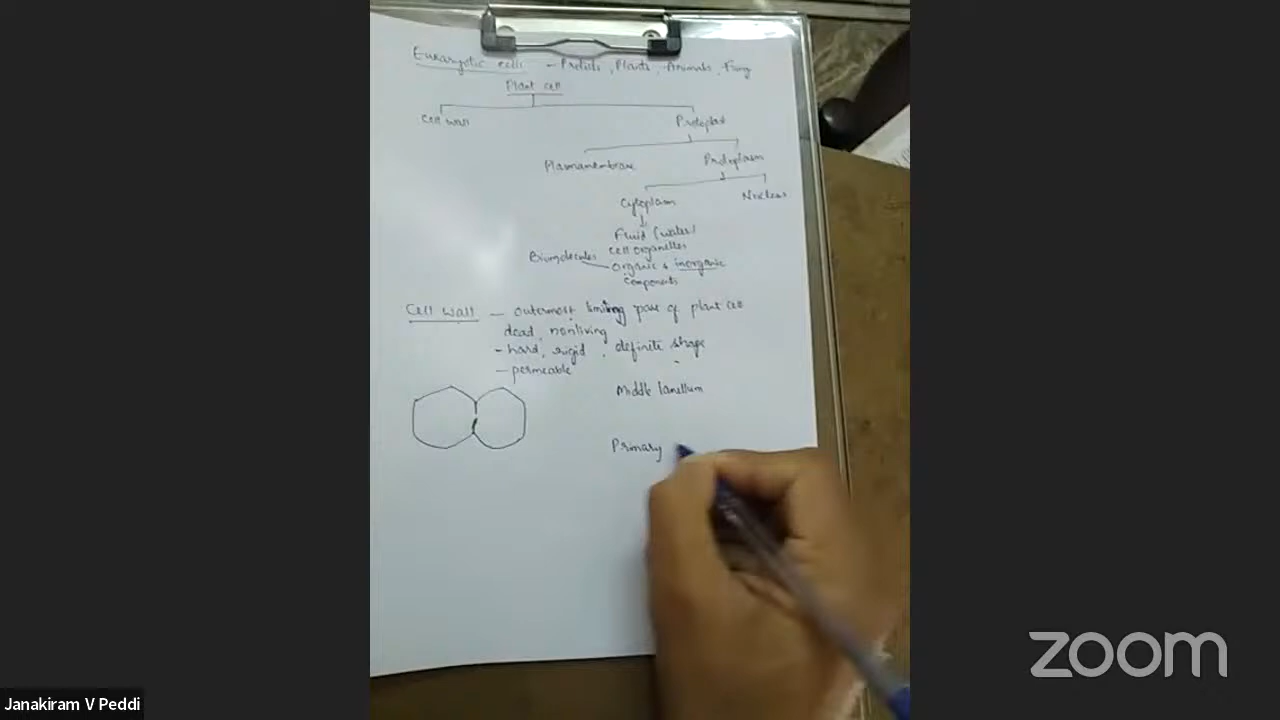 Eukaryotic cells - Protists, Plants, Animals, Fungi
Plant cell
Cell wall Protoplast
Plasmamembrane Protoplasm
Cytoplasm Nucleus
Fluid (water)
cell organelles
Biomolecules organic & inorganic
components
Cell wall - outermost limiting part of plant cell
dead, nonliving
- hard, rigid, definite shape
- permeable
Middle lamellum
Primary
Janakiram V Peddi
zoom